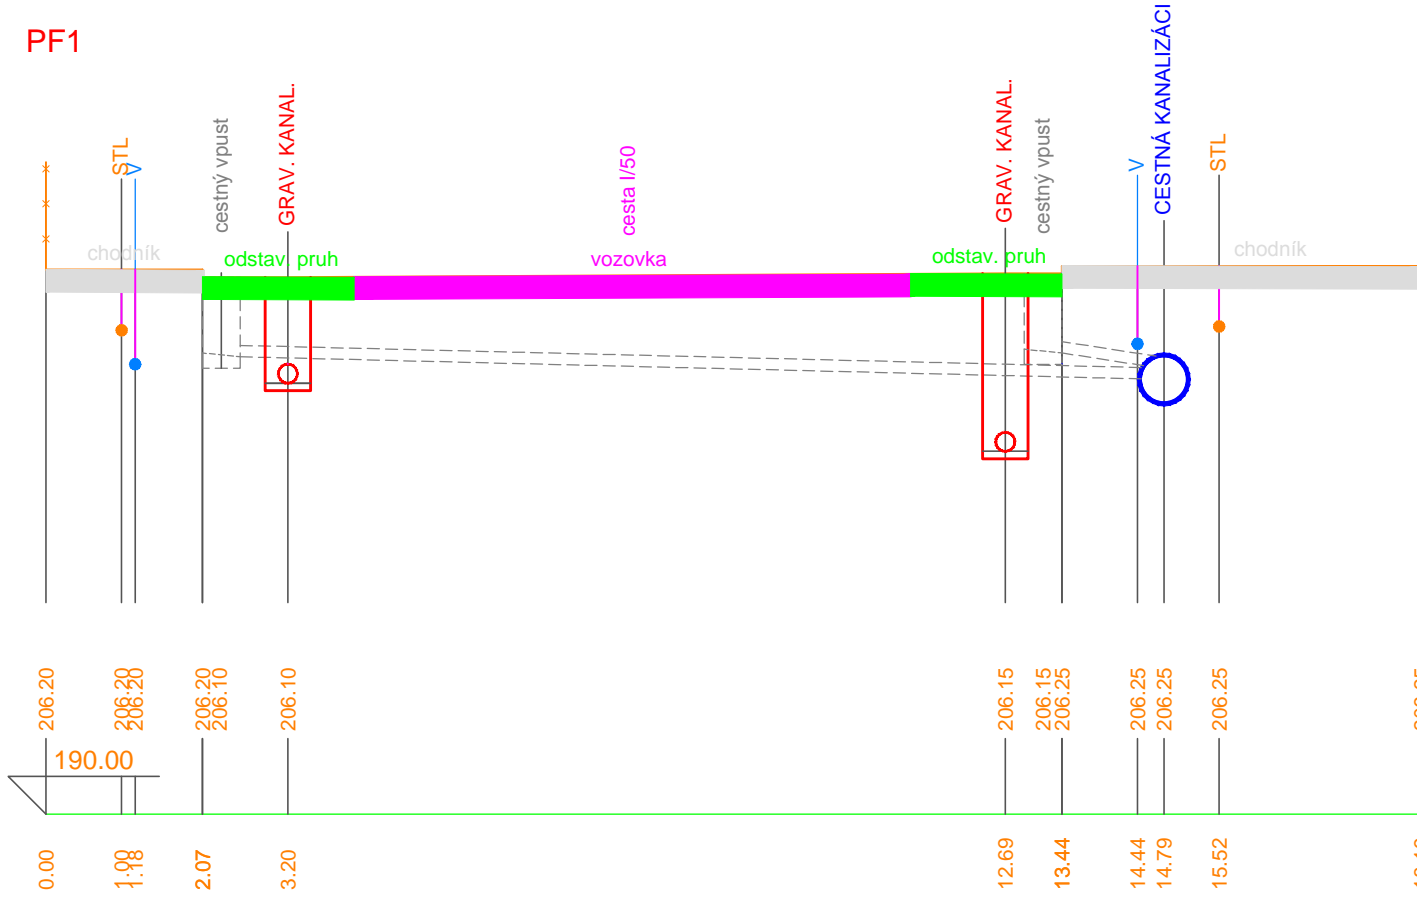 PF1
STL
V
cestný vpust
GRAV. KANAL.
cesta I/50
GRAV. KANAL.
cestný vpust
V
CESTNÁ KANALIZÁCI
STL
chodník
odstav. pruh
vozovka
odstav. pruh
chodník
206.20
206.20
206.20
206.20
206.10
206.10
206.15
206.15
206.25
206.25
206.25
206.25
190.00
0.00
1.00
1.18
2.07
3.20
12.69
13.44
14.44
14.79
15.52